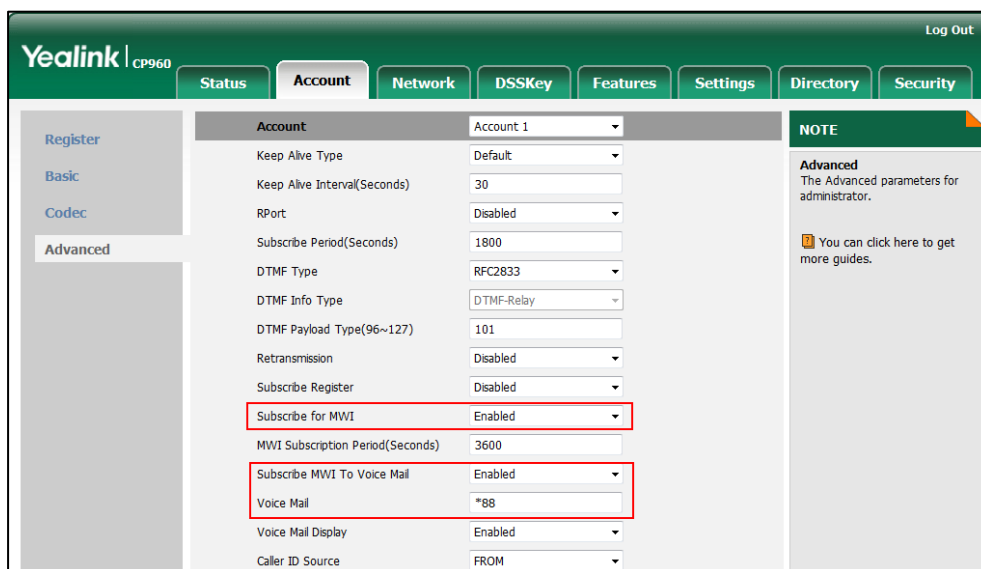 Log Out
Yealink CP960
Status Account Network DSSKey Features Settings Directory Security
Register
Basic
Codec
Advanced
Account Account 1
Keep Alive Type Default
Keep Alive Interval(Seconds) 30
RPort Disabled
Subscribe Period(Seconds) 1800
DTMF Type RFC2833
DTMF Info Type DTMF-Relay
DTMF Payload Type(96~127) 101
Retransmission Disabled
Subscribe Register Disabled
Subscribe for MWI Enabled
MWI Subscription Period(Seconds) 3600
Subscribe MWI To Voice Mail Enabled
Voice Mail *88
Voice Mail Display Enabled
Caller ID Source FROM
NOTE
Advanced
The Advanced parameters for
administrator.
? You can click here to get
more guides.